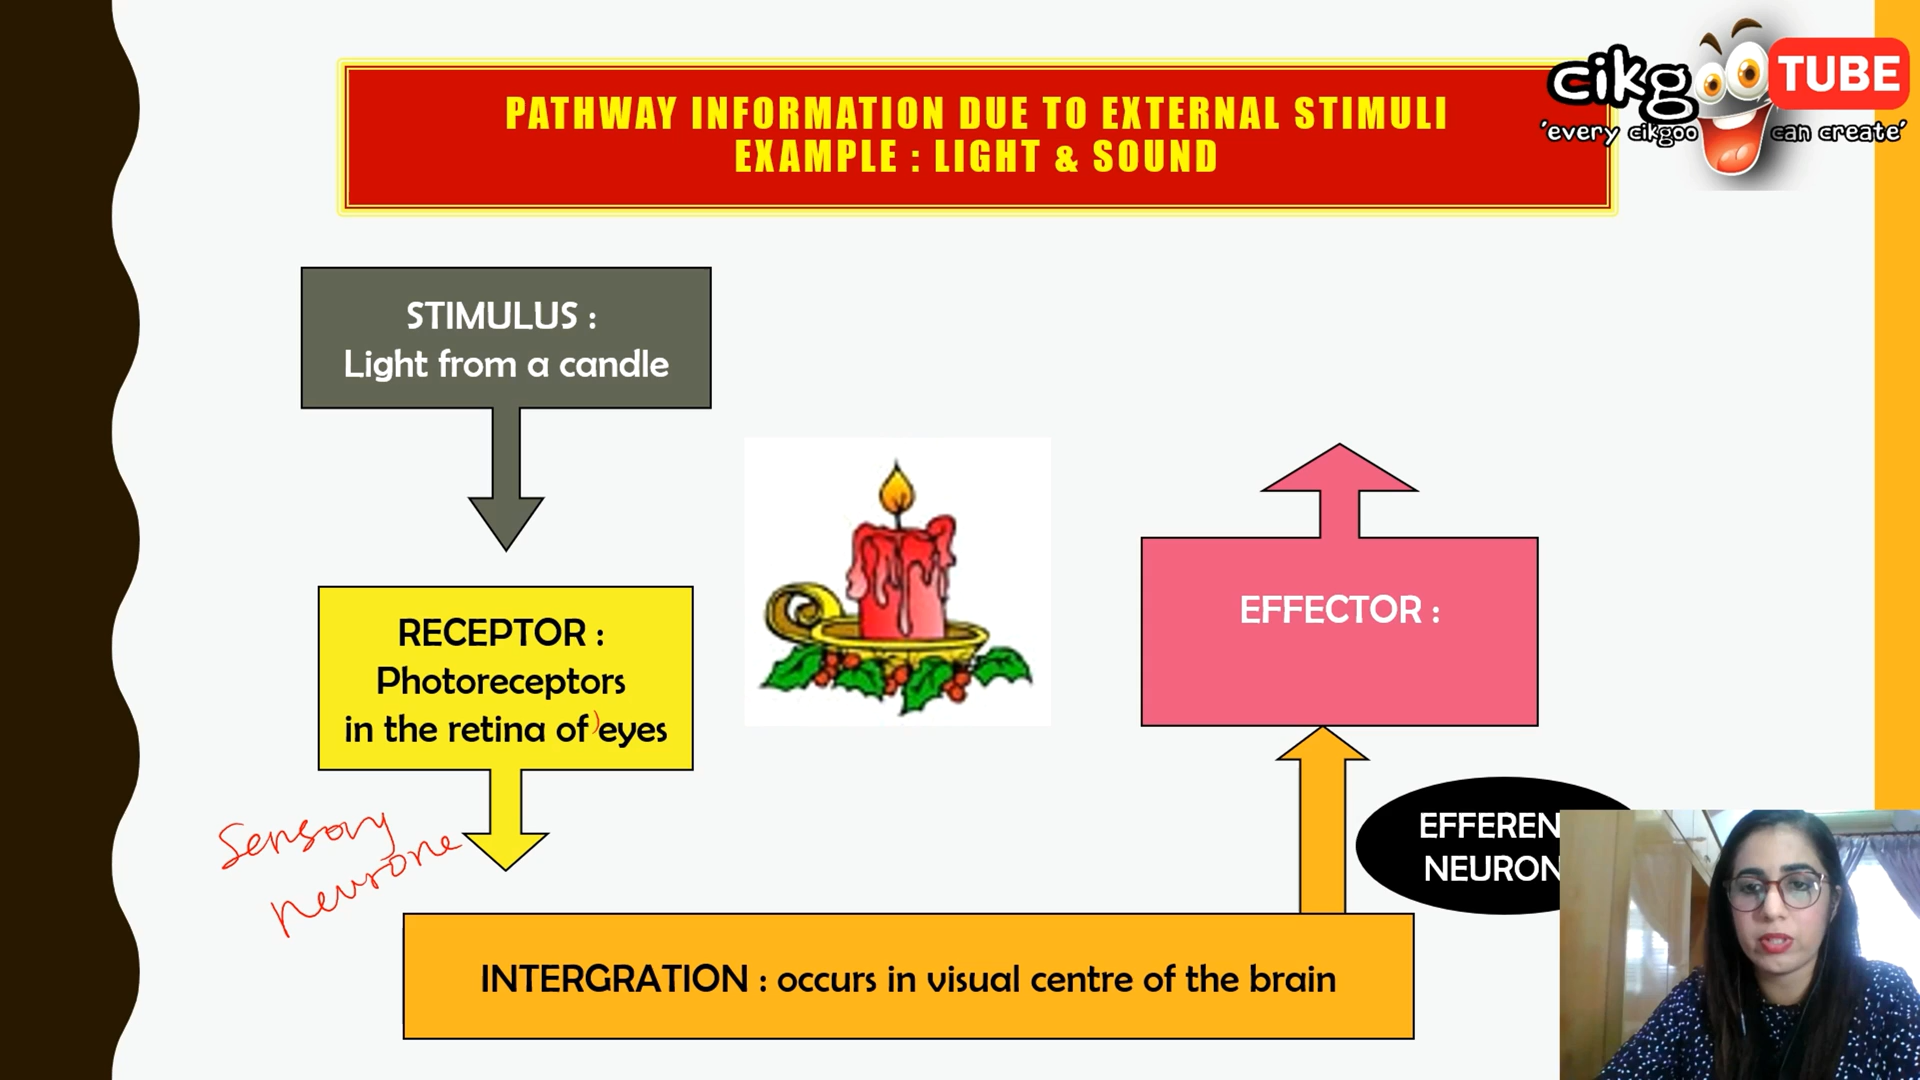 PATHWAY INFORMATION DUE TO EXTERNAL STIMULI
EXAMPLE : LIGHT & SOUND
cikgoo TUBE
'every cikgoo can create'
STIMULUS :
Light from a candle
RECEPTOR :
Photoreceptors
in the retina of eyes
Sensory
neurone
EFFECTOR :
EFFEREN
NEURON
INTERGRATION : occurs in visual centre of the brain